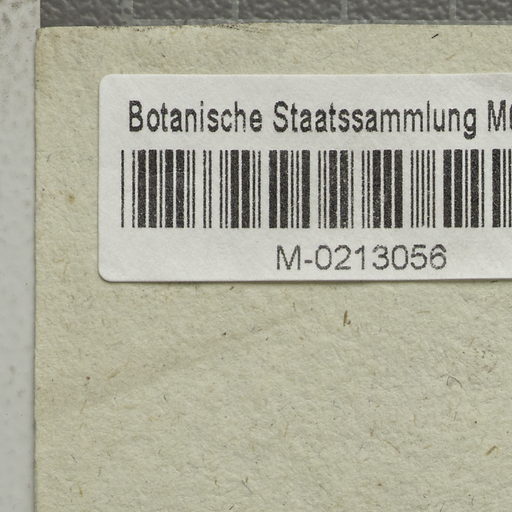 Botanische Staatssammlung
M-0213056